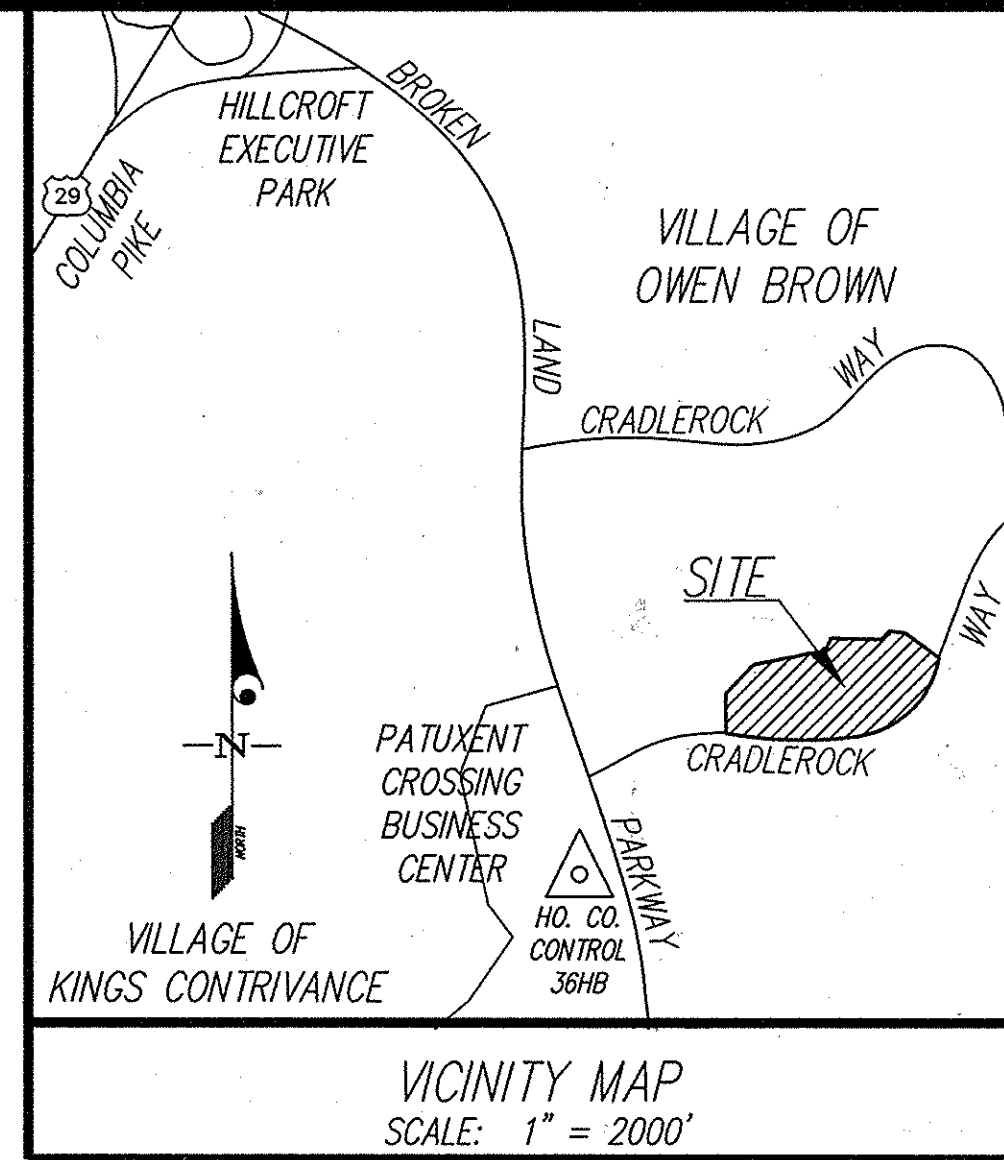 BROKEN
HILLCROFT
EXECUTIVE
PARK
29
COLUMBIA
PIKE
VILLAGE OF
OWEN BROWN
LAND
WAY
CRADLEROCK
SITE
WAY
N
NORTH
PATUXENT
CROSSING
BUSINESS
CENTER
CRADLEROCK
PARKWAY
HO. CO.
CONTROL
36HB
VILLAGE OF
KINGS CONTRIVANCE
VICINITY MAP
SCALE: 1" = 2000'